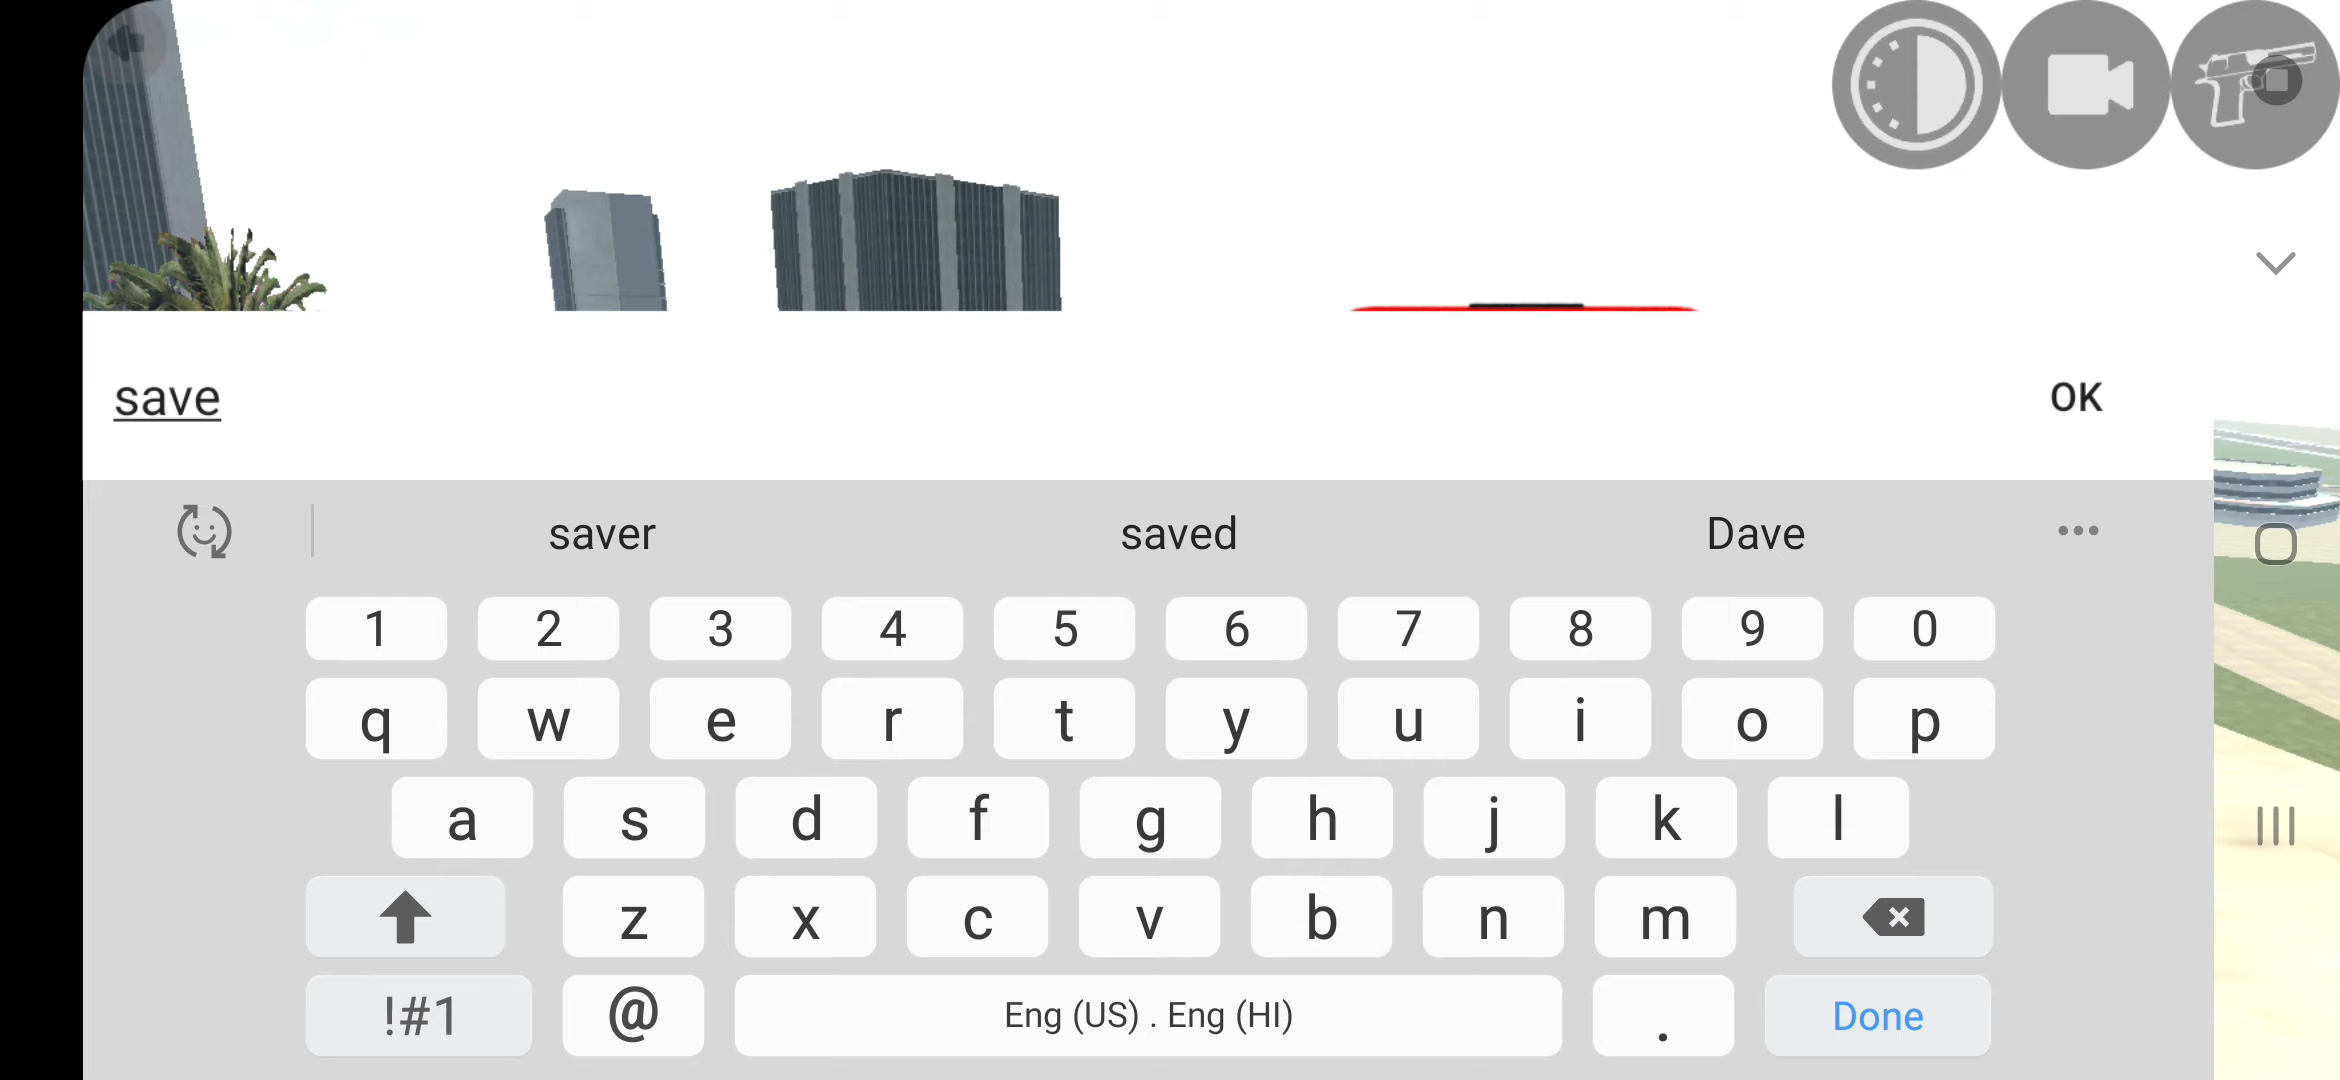 save
OK
saver saved Dave
1 2 3 4 5 6 7 8 9 0
q w e r t y u i o p
a s d f g h j k l
z x c v b n m
!#1 @ Eng (US) . Eng (HI) . Done